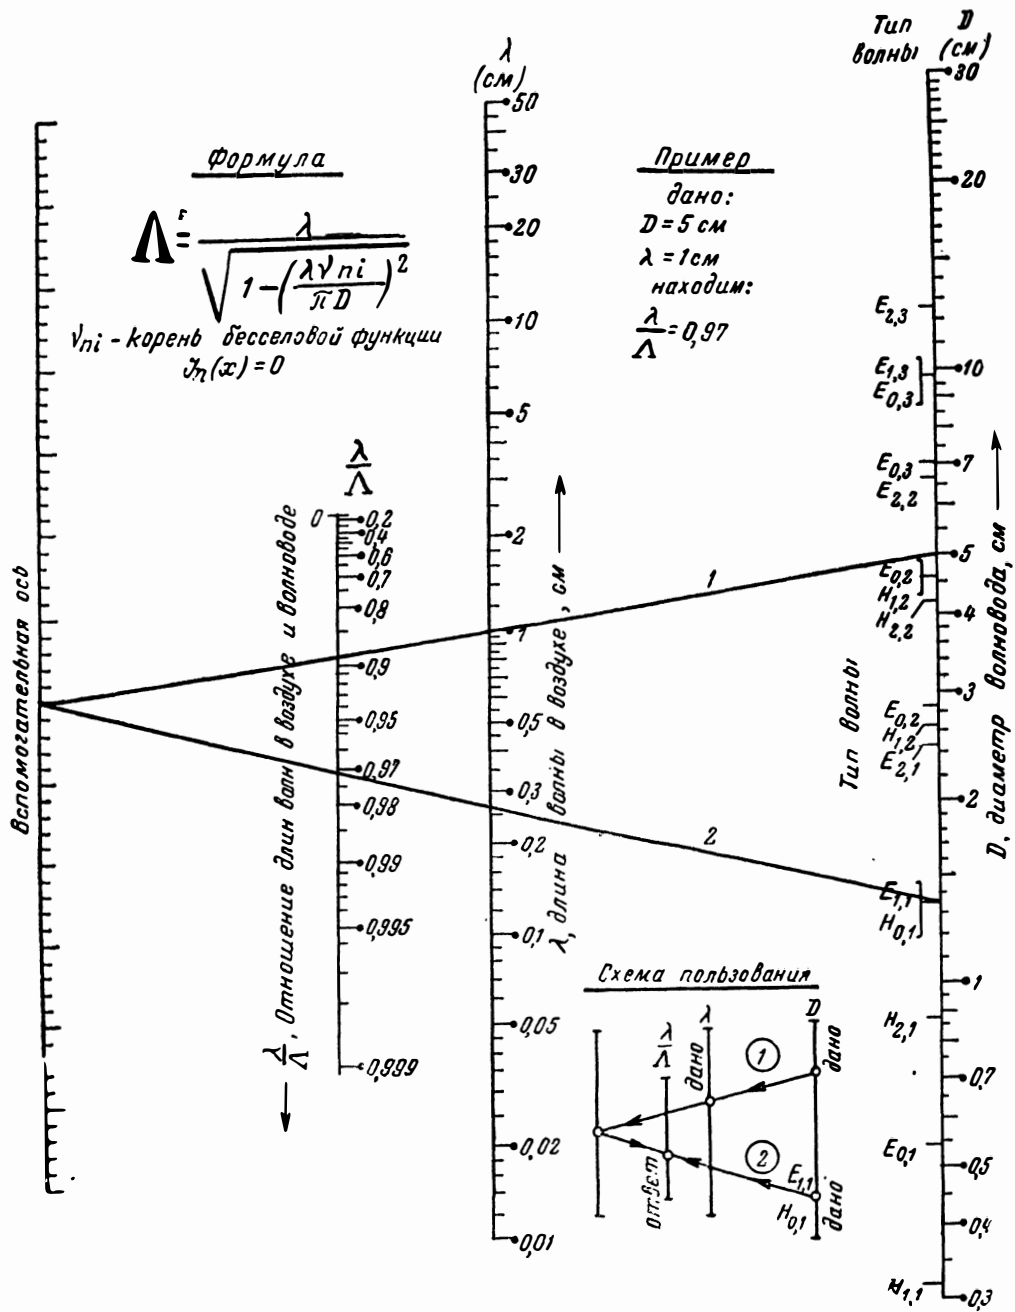 Формула
Λ = λ / √(1 − (λνni / πD)²)
νni - корень бесселовой функции
Jn(x) = 0
Пример
дано:
D = 5 см
λ = 1 см
находим:
λ/Λ = 0,97
Вспомогательная ось
λ/Λ
0
0,2
0,4
0,6
0,7
0,8
0,9
0,95
0,97
0,98
0,99
0,995
0,999
λ/Λ, Отношение длин волн в воздухе и волноводе
λ
(см)
50
30
20
10
5
2
1
0,5
0,3
0,2
0,1
0,05
0,02
0,01
λ, длина волны в воздухе, см
1
2
Тип
волны
E2,3
E1,3
E0,3
E0,3
E2,2
E0,2
H1,2
H2,2
E0,2
H1,2
E2,1
E1,1
H0,1
H2,1
E0,1
H1,1
Тип волны
D
(см)
30
20
10
7
5
4
3
2
1
0,7
0,5
0,4
0,3
D, диаметр волновода, см
Схема пользования
λ/Λ
λ
D
дано
дано
1
2
ответ
E1,1
H0,1
дано